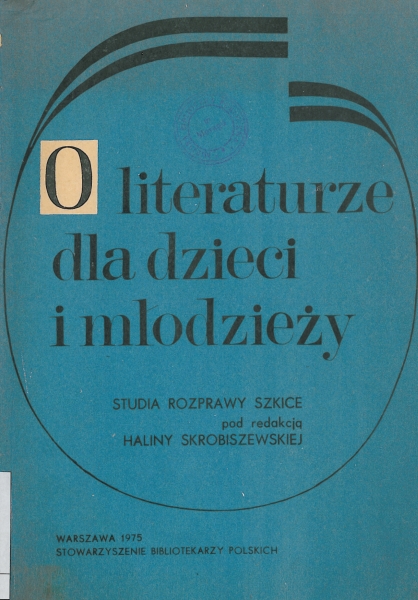 O literaturze
dla dzieci
i młodzieży
STUDIA ROZPRAWY SZKICE
pod redakcją
HALINY SKROBISZEWSKIEJ
WARSZAWA 1975
STOWARZYSZENIE BIBLIOTEKARZY POLSKICH